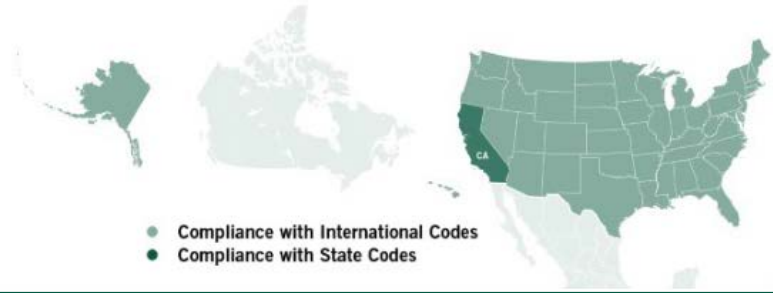 CA
Compliance with International Codes
Compliance with State Codes